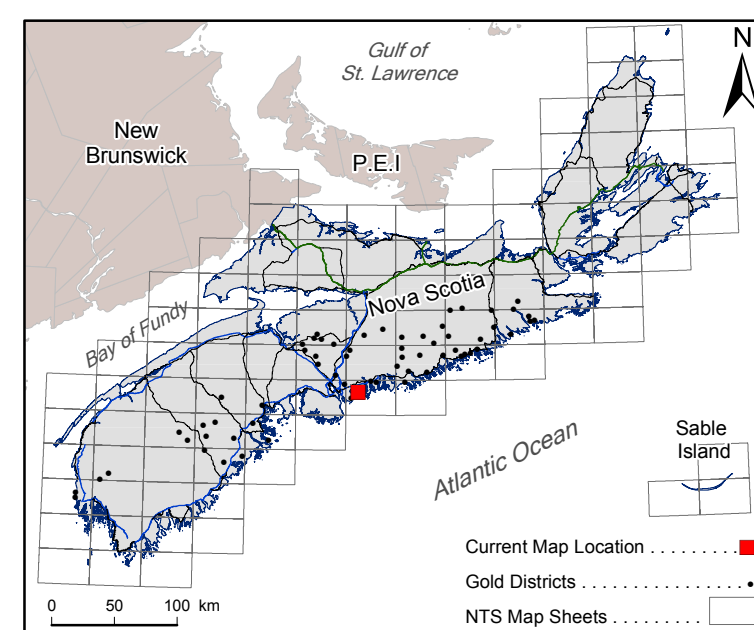 Gulf of
St. Lawrence
N
New
Brunswick
P.E.I
Nova Scotia
Bay of Fundy
Sable
Island
Atlantic Ocean
Current Map Location . . . . . . . . .
Gold Districts . . . . . . . . . . . . . . . . .
NTS Map Sheets . . . . . . . . .
0 50 100 km